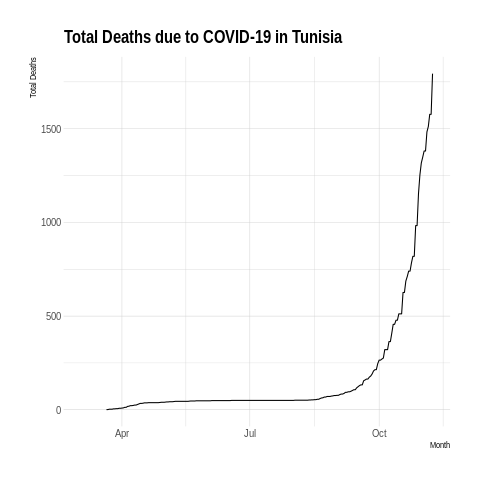 Total Deaths due to COVID-19 in Tunisia
Total Deaths
1500
1000
500
0
Apr Jul Oct
Month